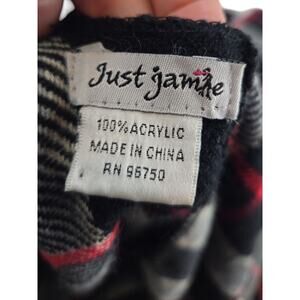 Just jamie
100% ACRYLIC
MADE IN CHINA
RN 96750